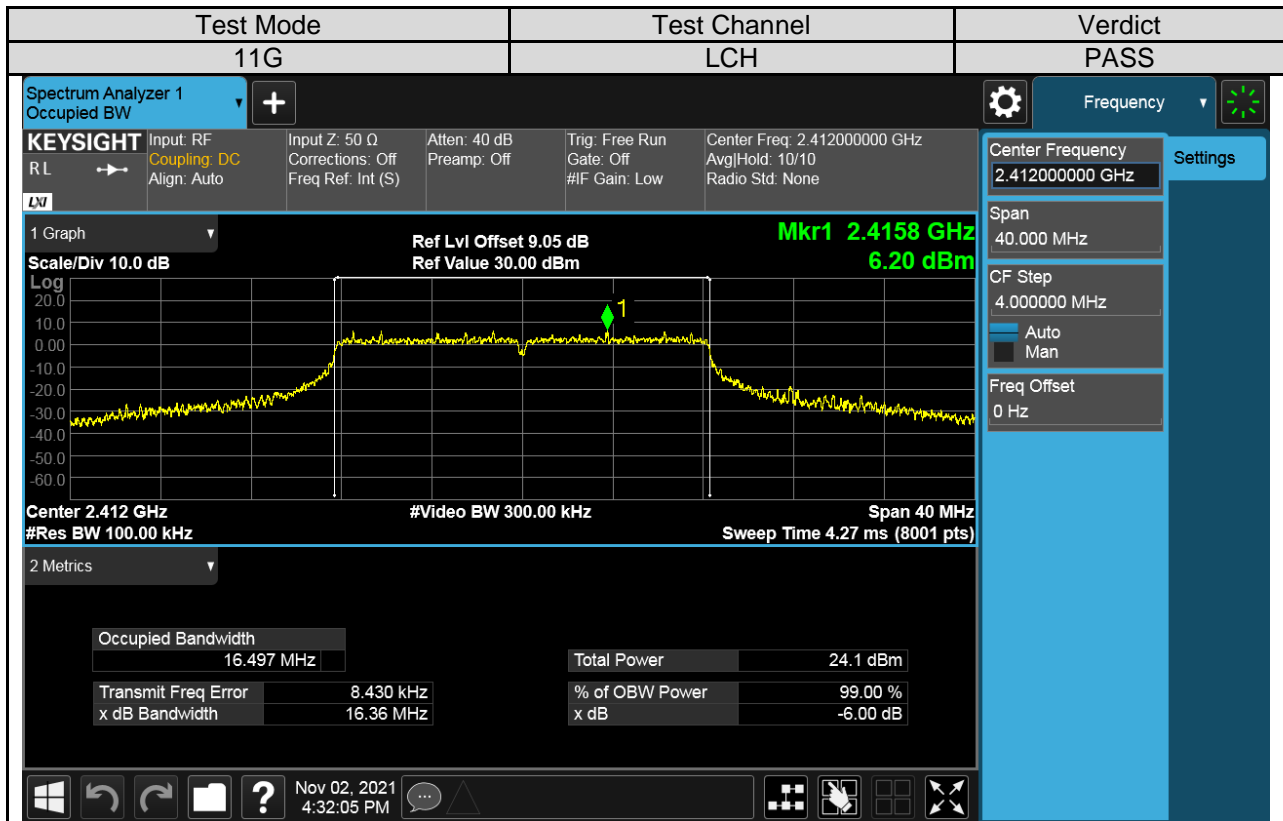 Test Mode Test Channel Verdict
11G LCH PASS
Spectrum Analyzer 1
Occupied BW
+
Frequency
KEYSIGHT Input: RF Input Z: 50 Ω Atten: 40 dB Trig: Free Run Center Freq: 2.412000000 GHz
RL Coupling: DC Corrections: Off Preamp: Off Gate: Off Avg|Hold: 10/10
Align: Auto Freq Ref: Int (S) #IF Gain: Low Radio Std: None
LXI
Center Frequency
2.412000000 GHz
Settings
Span
40.000 MHz
CF Step
4.000000 MHz
Auto
Man
Freq Offset
0 Hz
1 Graph Ref Lvl Offset 9.05 dB Mkr1 2.4158 GHz
Scale/Div 10.0 dB Ref Value 30.00 dBm 6.20 dBm
Log
20.0
10.0
0.00
-10.0
-20.0
-30.0
-40.0
-50.0
-60.0
1
Center 2.412 GHz #Video BW 300.00 kHz Span 40 MHz
#Res BW 100.00 kHz Sweep Time 4.27 ms (8001 pts)
2 Metrics
Occupied Bandwidth
16.497 MHz Total Power 24.1 dBm
Transmit Freq Error 8.430 kHz % of OBW Power 99.00 %
x dB Bandwidth 16.36 MHz x dB -6.00 dB
?
Nov 02, 2021
4:32:05 PM